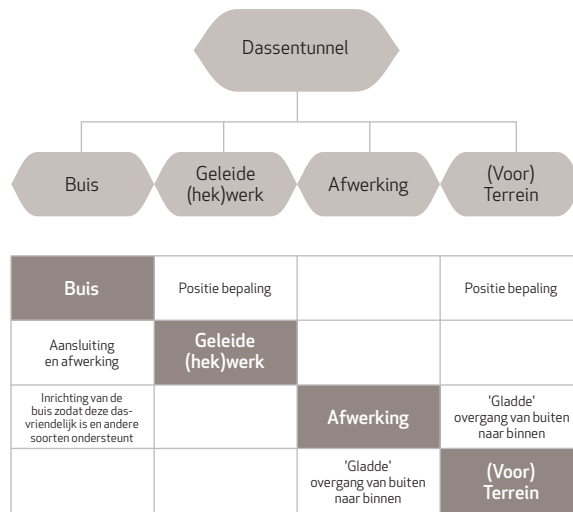 Dassentunnel
Buis
Geleide
(hek)werk
Afwerking
(Voor)
Terrein
Buis
Positie bepaling
Positie bepaling
Aansluiting
en afwerking
Geleide
(hek)werk
Inrichting van de
buis zodat deze das-
vriendelijk is en andere
soorten ondersteunt
Afwerking
'Gladde'
overgang van buiten
naar binnen
'Gladde'
overgang van buiten
naar binnen
(Voor)
Terrein